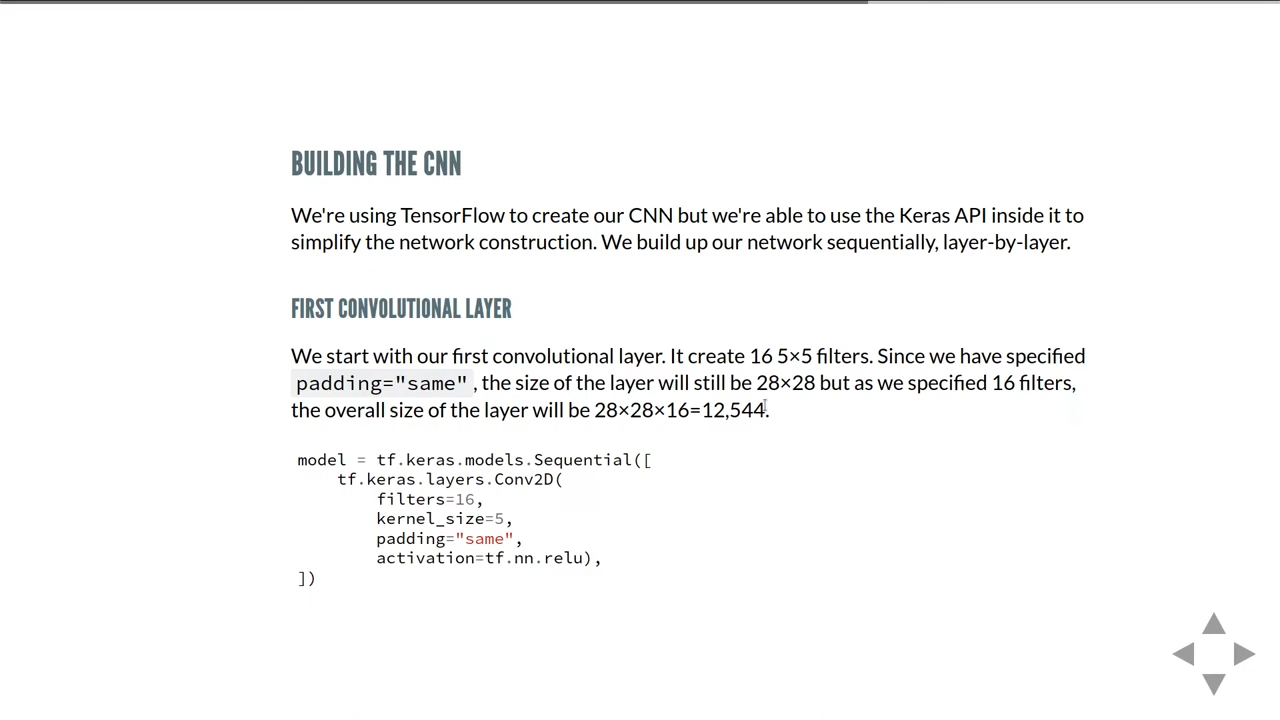 BUILDING THE CNN
We're using TensorFlow to create our CNN but we're able to use the Keras API inside it to
simplify the network construction. We build up our network sequentially, layer-by-layer.
FIRST CONVOLUTIONAL LAYER
We start with our first convolutional layer. It create 16 5×5 filters. Since we have specified
padding="same", the size of the layer will still be 28×28 but as we specified 16 filters,
the overall size of the layer will be 28×28×16=12,544.
model = tf.keras.models.Sequential([
    tf.keras.layers.Conv2D(
        filters=16,
        kernel_size=5,
        padding="same",
        activation=tf.nn.relu),
])